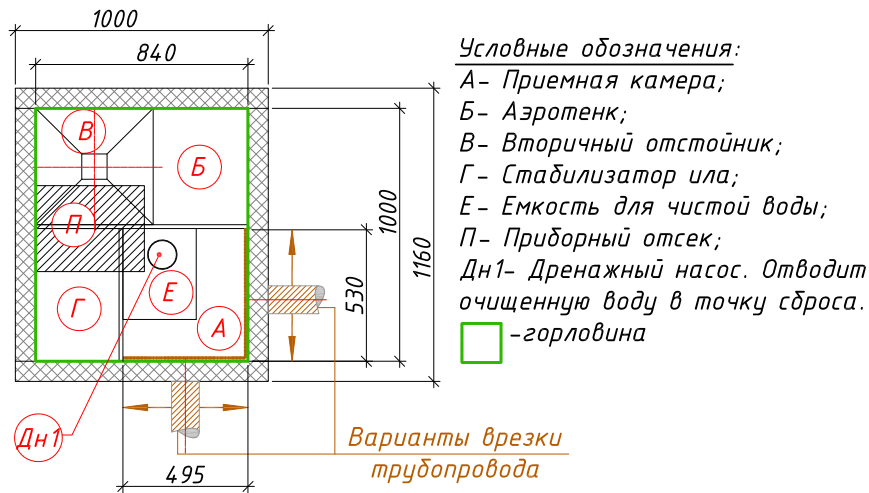 1000
840
Условные обозначения:
А- Приемная камера;
Б- Аэротенк;
В- Вторичный отстойник;
Г- Стабилизатор ила;
Е- Емкость для чистой воды;
П- Приборный отсек;
Дн1- Дренажный насос. Отводит
очищенную воду в точку сброса.
-горловина
В
Б
П
Г
Е
А
1000
1160
530
Дн1
Варианты врезки
трубопровода
495